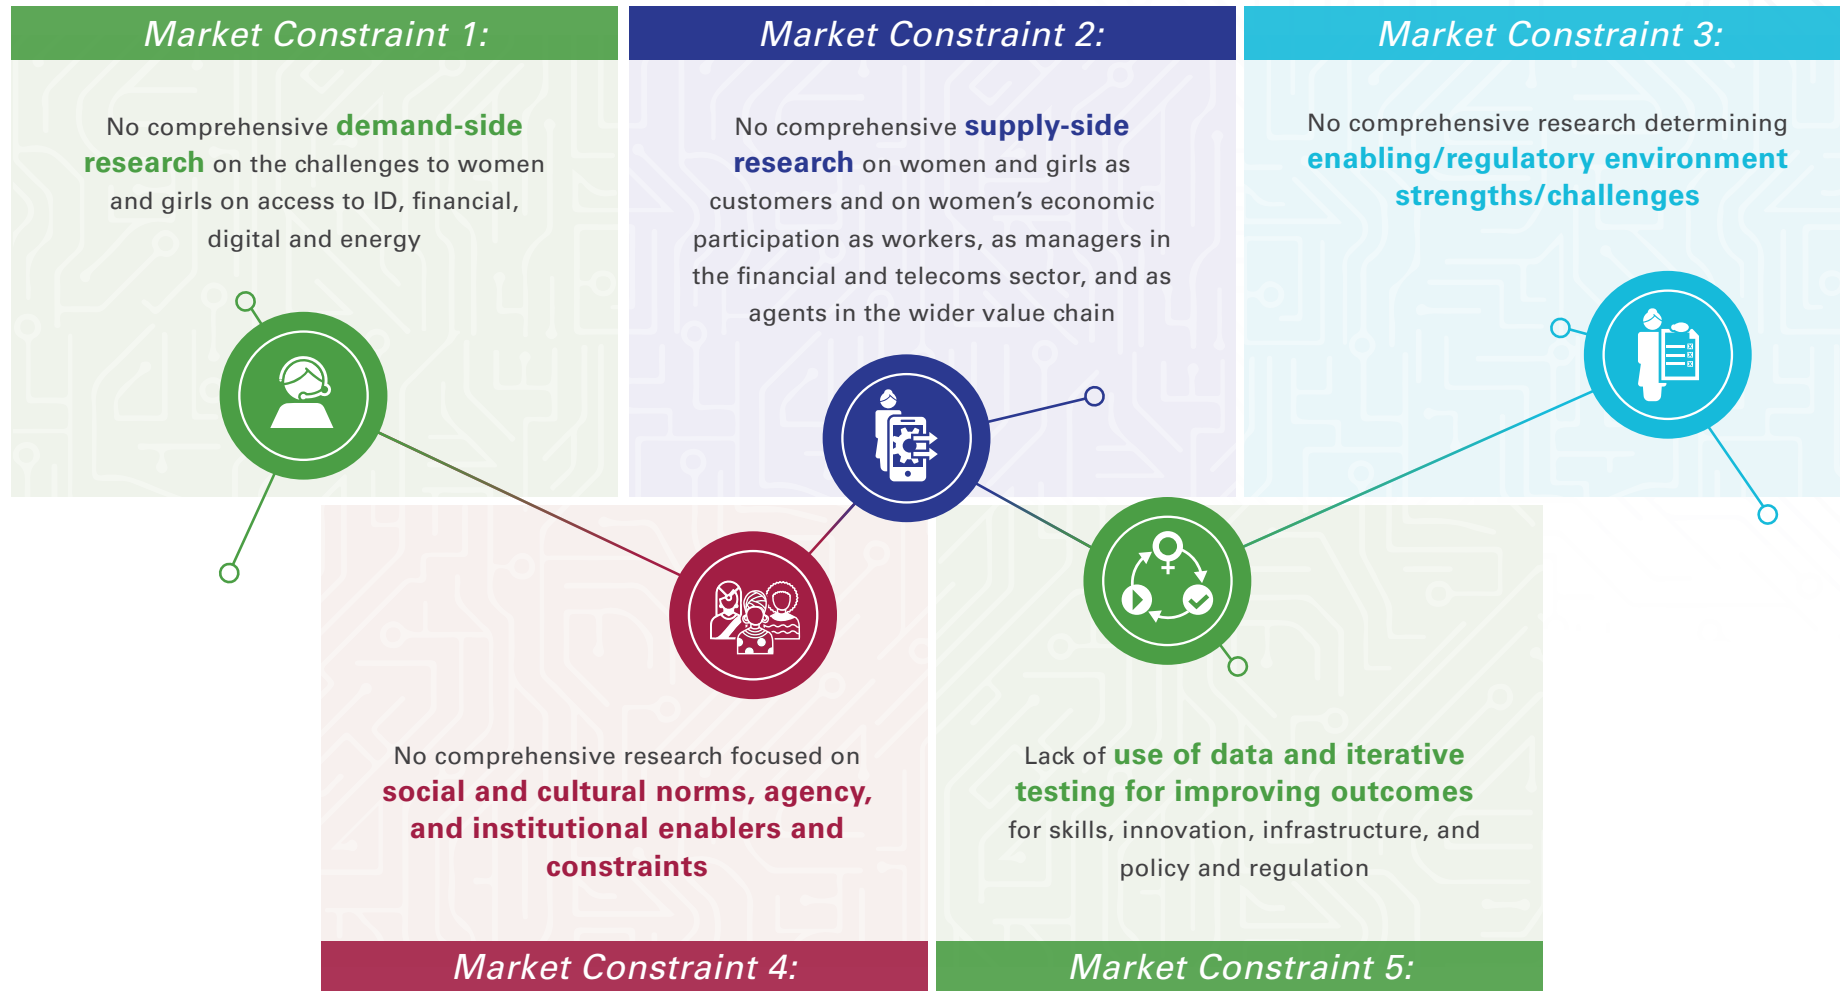 Market Constraint 1:
No comprehensive demand-side
research on the challenges to women
and girls on access to ID, financial,
digital and energy
Market Constraint 2:
No comprehensive supply-side
research on women and girls as
customers and on women’s economic
participation as workers, as managers in
the financial and telecoms sector, and as
agents in the wider value chain
Market Constraint 3:
No comprehensive research determining
enabling/regulatory environment
strengths/challenges
No comprehensive research focused on
social and cultural norms, agency,
and institutional enablers and
constraints
Market Constraint 4:
Lack of use of data and iterative
testing for improving outcomes
for skills, innovation, infrastructure, and
policy and regulation
Market Constraint 5: